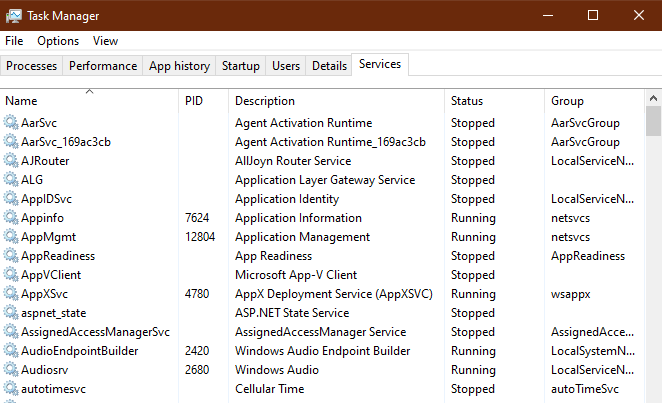 Task Manager
File Options View
Processes Performance App history Startup Users Details Services
Name PID Description Status Group
AarSvc Agent Activation Runtime Stopped AarSvcGroup
AarSvc_169ac3cb Agent Activation Runtime_169ac3cb Stopped AarSvcGroup
AJRouter AllJoyn Router Service Stopped LocalServiceN...
ALG Application Layer Gateway Service Stopped
AppIDSvc Application Identity Stopped LocalServiceN...
Appinfo 7624 Application Information Running netsvcs
AppMgmt 12804 Application Management Running netsvcs
AppReadiness App Readiness Stopped AppReadiness
AppVClient Microsoft App-V Client Stopped
AppXSvc 4780 AppX Deployment Service (AppXSVC) Running wsappx
aspnet_state ASP.NET State Service Stopped
AssignedAccessManagerSvc AssignedAccessManager Service Stopped AssignedAcce...
AudioEndpointBuilder 2420 Windows Audio Endpoint Builder Running LocalSystemN...
Audiosrv 2680 Windows Audio Running LocalServiceN...
autotimesvc Cellular Time Stopped autoTimeSvc